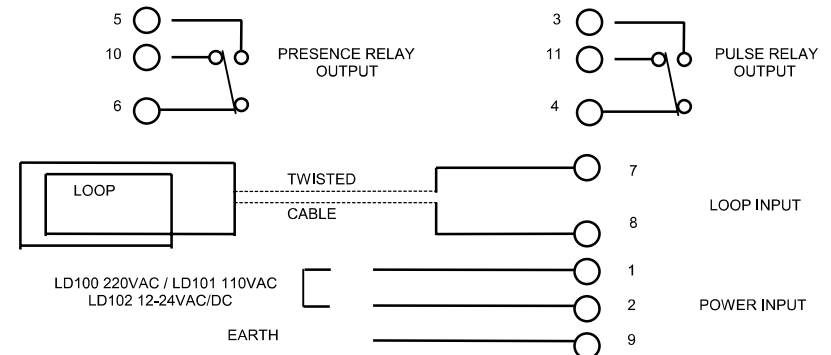 5
10
6
PRESENCE RELAY
OUTPUT
3
11
4
PULSE RELAY
OUTPUT
LOOP
TWISTED
CABLE
7
8
LOOP INPUT
LD100 220VAC / LD101 110VAC
LD102 12-24VAC/DC
EARTH
1
2
9
POWER INPUT